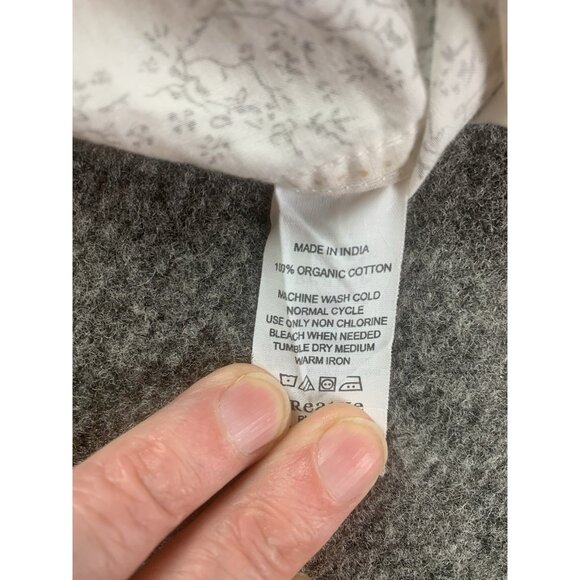 MADE IN INDIA
100% ORGANIC COTTON
MACHINE WASH COLD
NORMAL CYCLE
USE ONLY NON CHLORINE
BLEACH WHEN NEEDED
TUMBLE DRY MEDIUM
WARM IRON